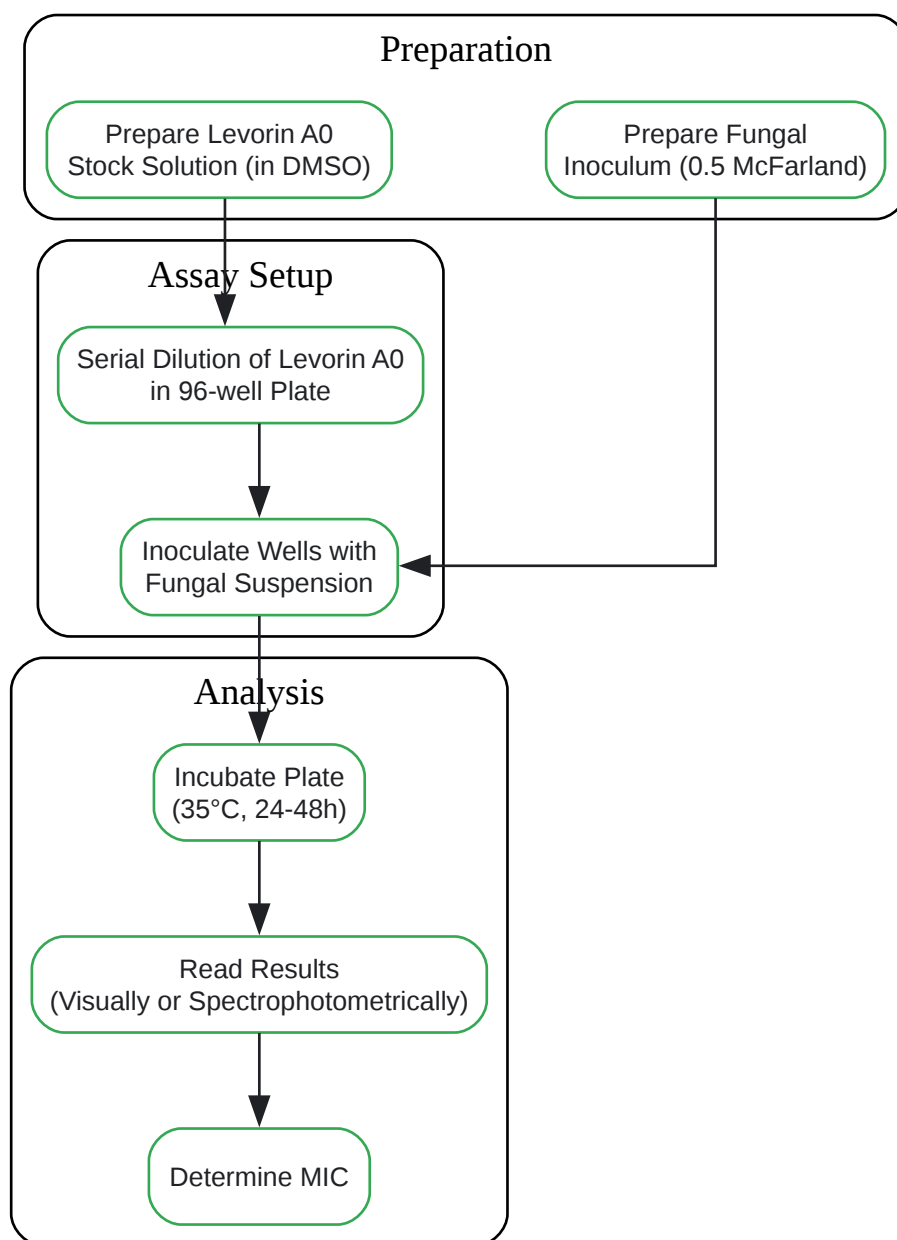 Preparation
Prepare Levorin A0
Stock Solution (in DMSO)
Prepare Fungal
Inoculum (0.5 McFarland)
Assay Setup
Serial Dilution of Levorin A0
in 96-well Plate
Inoculate Wells with
Fungal Suspension
Analysis
Incubate Plate
(35°C, 24-48h)
Read Results
(Visually or Spectrophotometrically)
Determine MIC